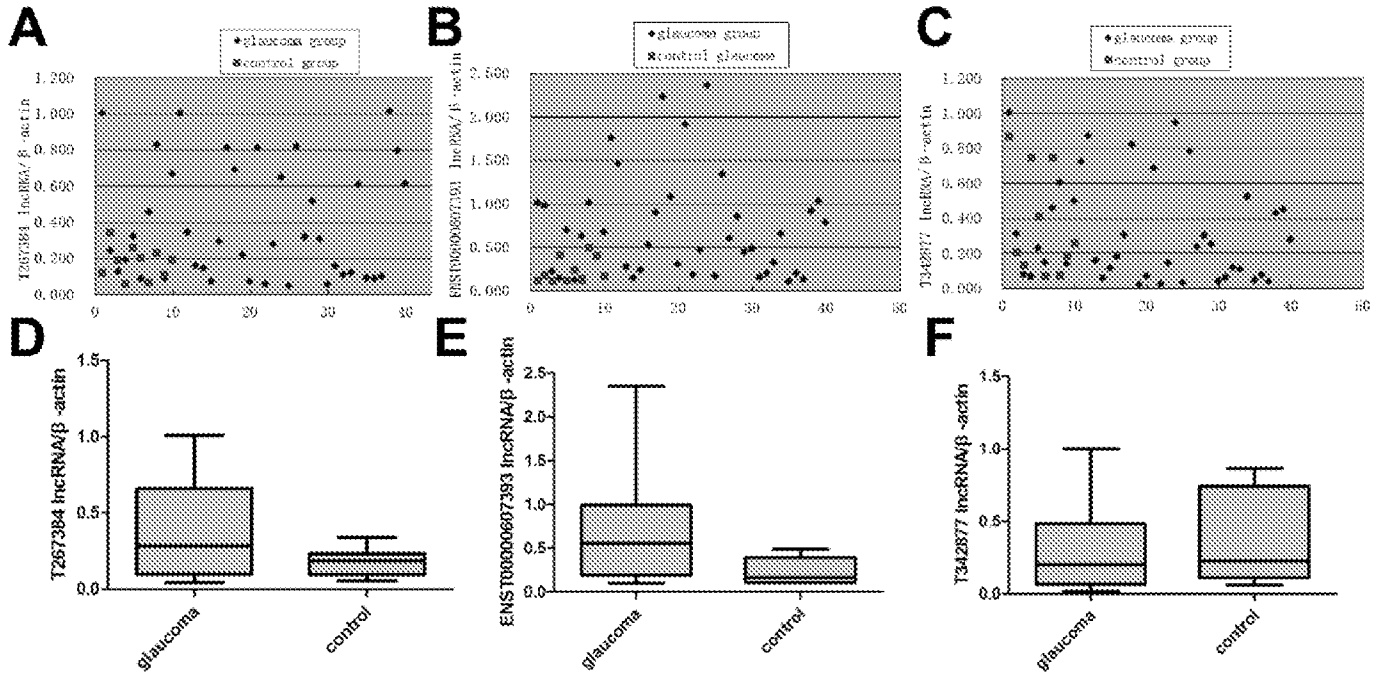 A
glaucoma group
control group
T267384 lncRNA/β-actin
1.200
1.000
0.800
0.600
0.400
0.200
0.000
0 10 20 30 40
B
glaucoma group
control glaucoma
ENST00000607393 lncRNA/β-actin
2.500
2.000
1.000
0.500
0.000
0 10 20 30 40 50 60
C
glaucoma group
control group
T342877 lncRNA/β-actin
1.200
1.000
0.800
0.600
0.400
0.200
0.000
0 10 20 30 40 50 60
D
T267384 lncRNA/β -actin
1.5
1.0
0.5
0.0
glaucoma
control
E
ENST00000607393 lncRNA/β -actin
2.5
2.0
1.5
1.0
0.5
0.0
glaucoma
control
F
T342877 lncRNA/β -actin
1.5
1.0
0.5
0.0
glaucoma
control